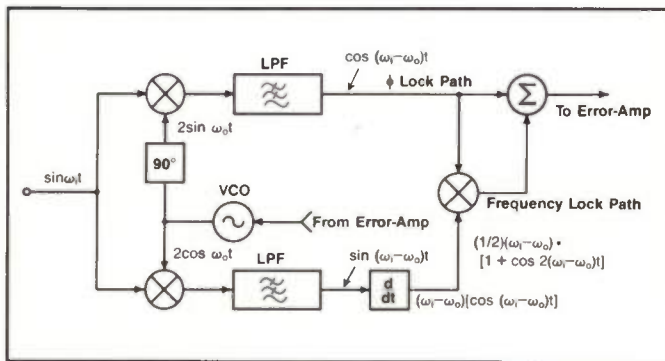 cos (ωᵢ−ωₒ)t
LPF
ϕ Lock Path
Σ
To Error-Amp
2sin ωₒt
90°
sinωᵢt
VCO
From Error-Amp
Frequency Lock Path
2cos ωₒt
LPF
sin (ωᵢ−ωₒ)t
(1/2)(ωᵢ−ωₒ) •
[1 + cos 2(ωᵢ−ωₒ)t]
d
dt
(ωᵢ−ωₒ)[cos (ωᵢ−ωₒ)t]